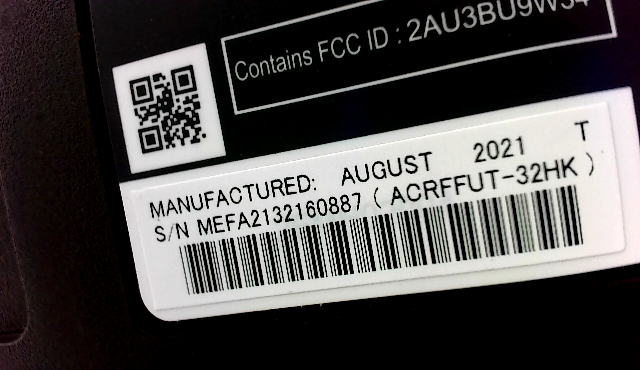 Contains FCC ID : 2AU3BU9W34
MANUFACTURED: AUGUST 2021 T
S/N MEFA2132160887 ( ACRFFUT-32HK )